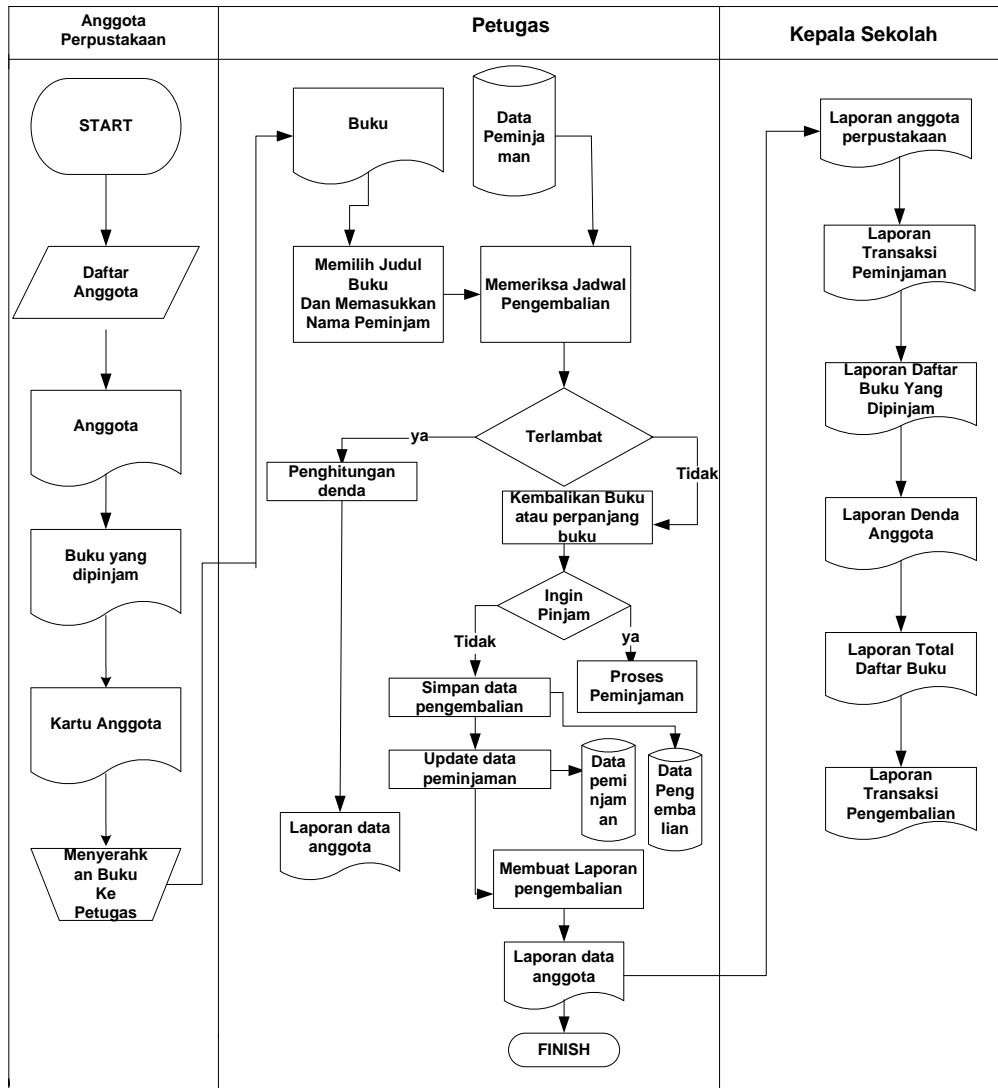 Anggota
Perpustakaan
Petugas
Kepala Sekolah
START
Daftar
Anggota
Anggota
Buku yang
dipinjam
Kartu Anggota
Menyerahk
an Buku
Ke
Petugas
Buku
Data
Peminja
man
Memilih Judul
Buku
Dan Memasukkan
Nama Peminjam
Memeriksa Jadwal
Pengembalian
Terlambat
ya
Tidak
Penghitungan
denda
Kembalikan Buku
atau perpanjang
buku
Ingin
Pinjam
Tidak
ya
Simpan data
pengembalian
Proses
Peminjaman
Update data
peminjaman
Data
pemi
njam
an
Data
Peng
emba
lian
Laporan data
anggota
Membuat Laporan
pengembalian
Laporan data
anggota
FINISH
Laporan anggota
perpustakaan
Laporan
Transaksi
Peminjaman
Laporan Daftar
Buku Yang
Dipinjam
Laporan Denda
Anggota
Laporan Total
Daftar Buku
Laporan
Transaksi
Pengembalian